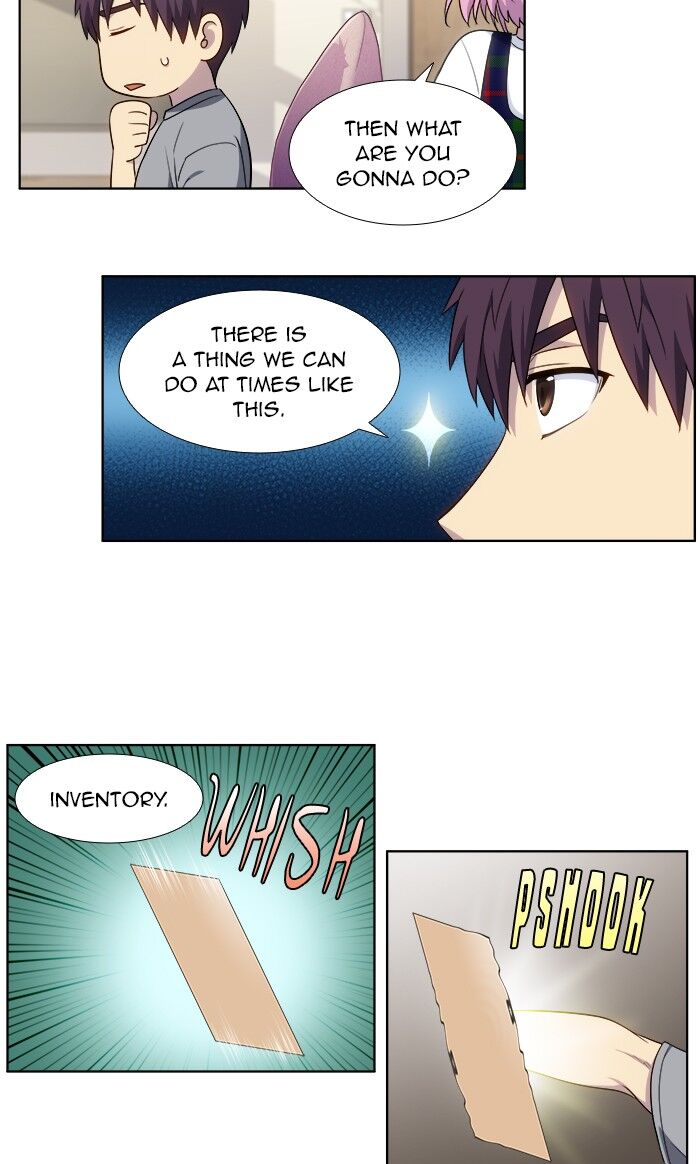 THEN WHAT
ARE YOU
GONNA DO?
THERE IS
A THING WE CAN
DO AT TIMES LIKE
THIS.
INVENTORY.
WHISH
PSHOOK